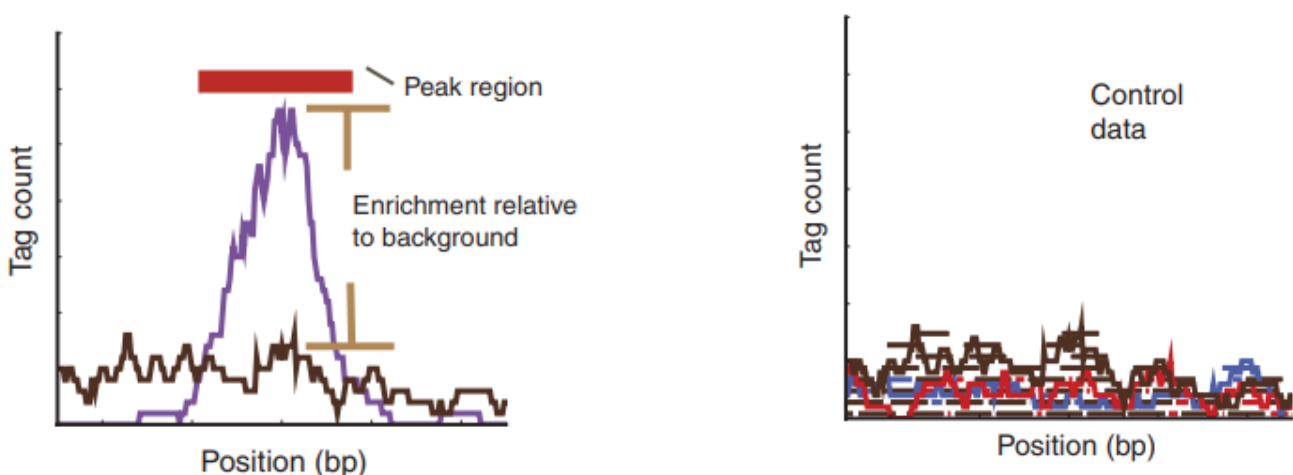 Peak region
Enrichment relative
to background
Tag count
Position (bp)
Control
data
Tag count
Position (bp)